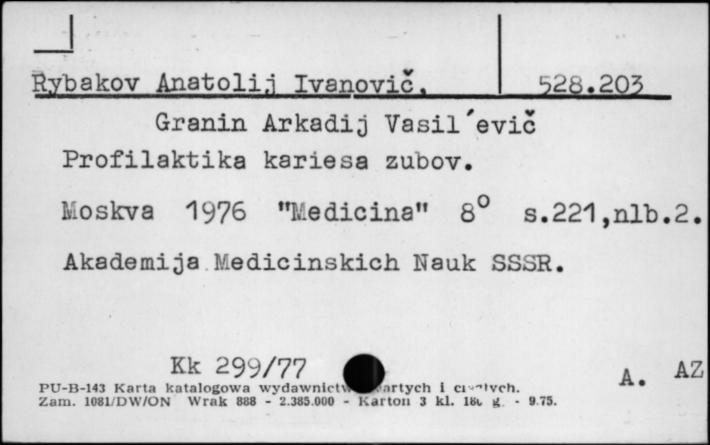 Rybakov Anatolij Ivanovič, 528.203
Granin Arkadij Vasil´evič
Profilaktika kariesa zubov.
Moskva 1976 "Medicina" 8° s.221,nlb.2.
Akademija Medicinskich Nauk SSSR.
Kk 299/77
A. AZ
PU-B-143 Karta katalogowa wydawnictw i
Zam. 1081/DW/ON Wrak 888 - 2.385.000 - Karton 3 kl. g. - 9.75.